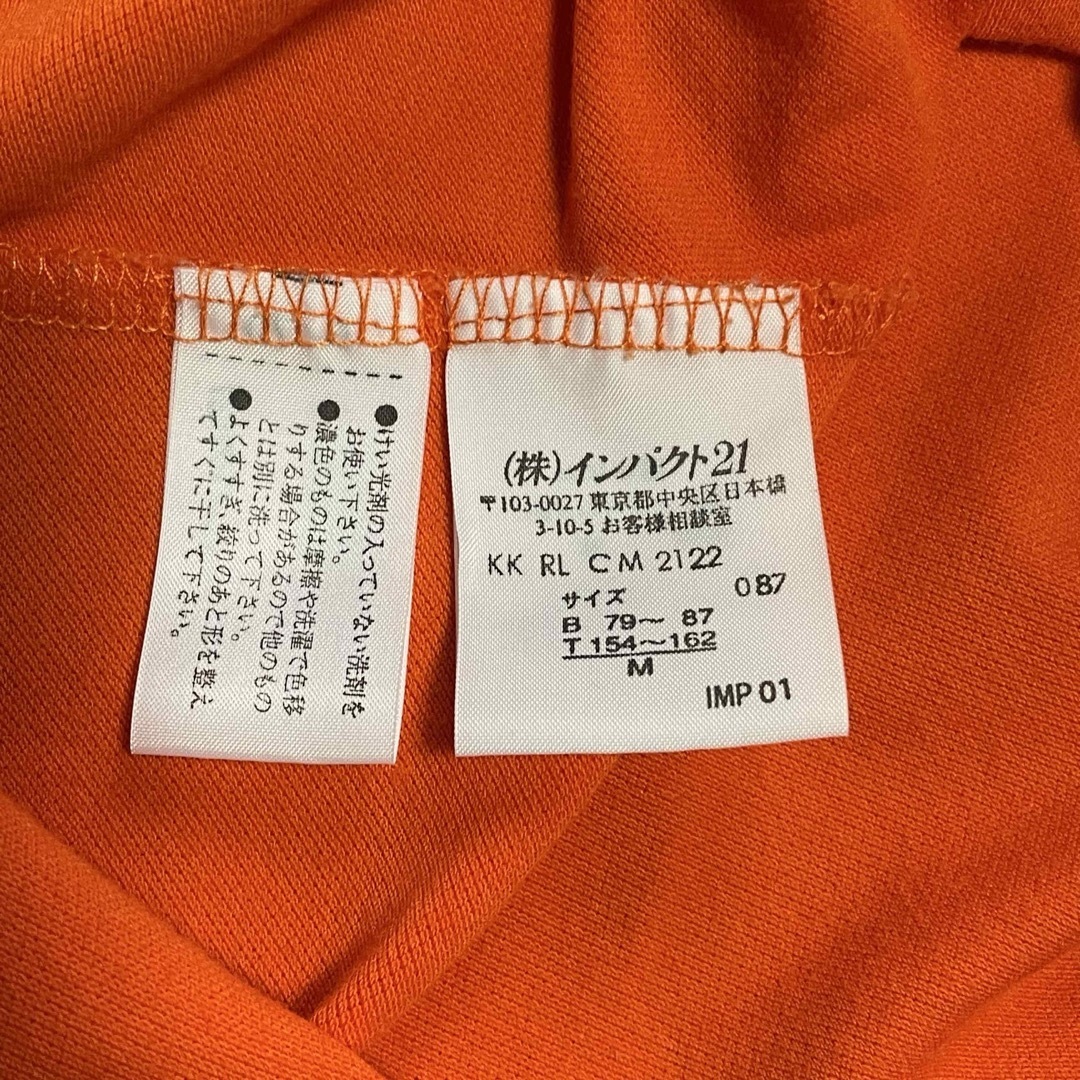 ●けい光剤の入っていない洗剤を
お使い下さい。
●濃色のものは摩擦や洗濯で色移
りする場合があるので他のもの
とは別に洗って下さい。
●よくすすぎ、絞りのあと形を整え
てすぐに干して下さい。
(株)インパクト21
〒103-0027 東京都中央区日本橋
3-10-5 お客様相談室
KK RL CM 2122
087
サイズ
B 79〜 87
T 154〜162
M
IMP 01